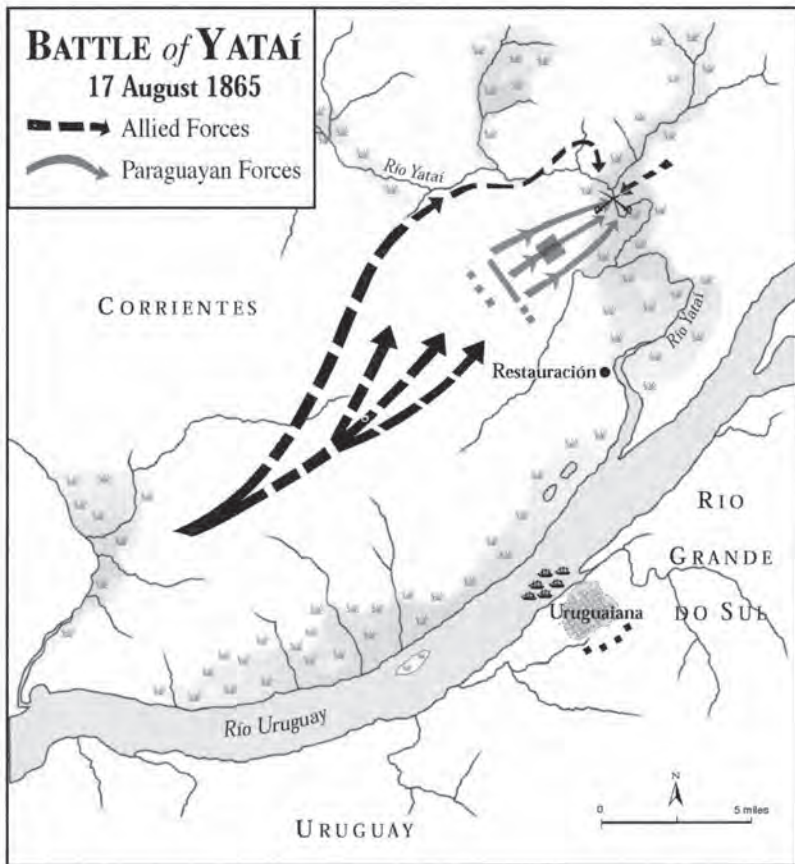 BATTLE of YATAÍ
17 August 1865
Allied Forces
Paraguayan Forces
Río Yataí
CORRIENTES
Río Yataí
Restauración
RIO
GRANDE
DO SUL
Uruguaiana
Río Uruguay
URUGUAY
N
0 5 miles